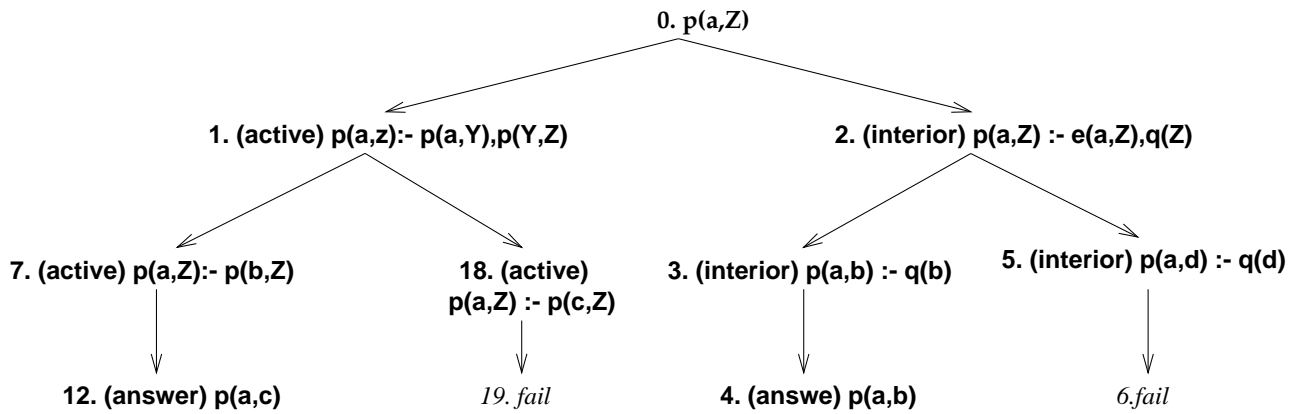 0. p(a,Z)
1. (active) p(a,z):- p(a,Y),p(Y,Z)
2. (interior) p(a,Z) :- e(a,Z),q(Z)
7. (active) p(a,Z):- p(b,Z)
18. (active)
p(a,Z) :- p(c,Z)
3. (interior) p(a,b) :- q(b)
5. (interior) p(a,d) :- q(d)
12. (answer) p(a,c)
19. fail
4. (answe) p(a,b)
6.fail